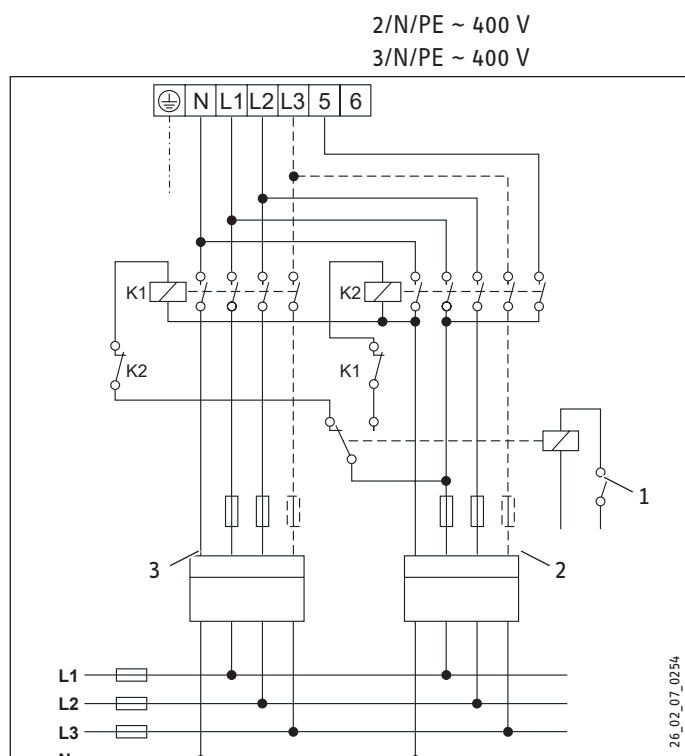 2/N/PE ~ 400 V
3/N/PE ~ 400 V
N L1 L2 L3 5 6
K1 K2
K2 K1
1
3 2
L1
L2
L3
N
26_02_07_0254